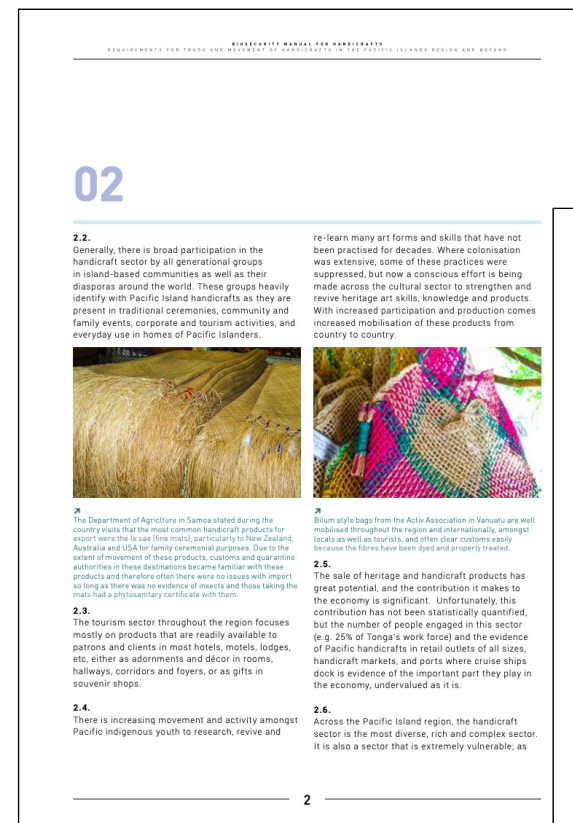 BIOSECURITY MANUAL FOR HANDICRAFTS
REQUIREMENTS FOR TRADE AND MOVEMENT OF HANDICRAFTS IN THE PACIFIC ISLANDS REGION AND BEYOND
02
2.2.
Generally, there is broad participation in the
handicraft sector by all generational groups
in island-based communities as well as their
diasporas around the world. These groups heavily
identify with Pacific Island handicrafts as they are
present in traditional ceremonies, community and
family events, corporate and tourism activities, and
everyday use in homes of Pacific Islanders.
The Department of Agriclture in Samoa stated during the
country visits that the most common handicraft products for
export were the Ie sae (fine mats), particularly to New Zealand,
Australia and USA for family ceremonial purposes. Due to the
extent of movement of these products, customs and quarantine
authorities in these destinations became familiar with these
products and therefore often there were no issues with import
so long as there was no evidence of insects and those taking the
mats had a phytosanitary certificate with them.
2.3.
The tourism sector throughout the region focuses
mostly on products that are readily available to
patrons and clients in most hotels, motels, lodges,
etc, either as adornments and décor in rooms,
hallways, corridors and foyers, or as gifts in
souvenir shops.
2.4.
There is increasing movement and activity amongst
Pacific indigenous youth to research, revive and
re-learn many art forms and skills that have not
been practised for decades. Where colonisation
was extensive, some of these practices were
suppressed, but now a conscious effort is being
made across the cultural sector to strengthen and
revive heritage art skills, knowledge and products.
With increased participation and production comes
increased mobilisation of these products from
country to country.
Bilum style bags from the Activ Association in Vanuatu are well
mobilised throughout the region and internationally, amongst
locals as well as tourists, and often clear customs easily
because the fibres have been dyed and properly treated.
2.5.
The sale of heritage and handicraft products has
great potential, and the contribution it makes to
the economy is significant. Unfortunately, this
contribution has not been statistically quantified,
but the number of people engaged in this sector
(e.g. 25% of Tonga's work force) and the evidence
of Pacific handicrafts in retail outlets of all sizes,
handicraft markets, and ports where cruise ships
dock is evidence of the important part they play in
the economy, undervalued as it is.
2.6.
Across the Pacific Island region, the handicraft
sector is the most diverse, rich and complex sector.
It is also a sector that is extremely vulnerable; as
2